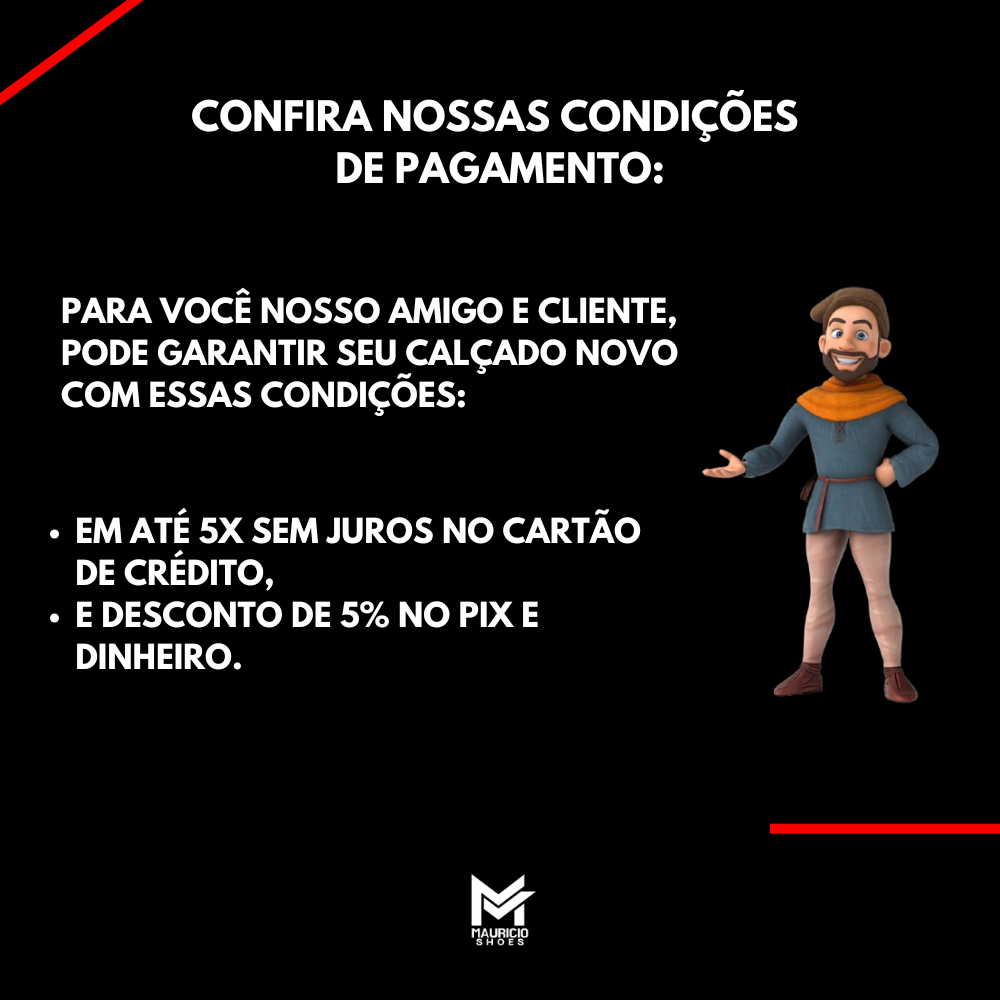 CONFIRA NOSSAS CONDIÇÕES
DE PAGAMENTO:
PARA VOCÊ NOSSO AMIGO E CLIENTE,
PODE GARANTIR SEU CALÇADO NOVO
COM ESSAS CONDIÇÕES:
• EM ATÉ 5X SEM JUROS NO CARTÃO
DE CRÉDITO,
• E DESCONTO DE 5% NO PIX E
DINHEIRO.
MAURICIO
SHOES